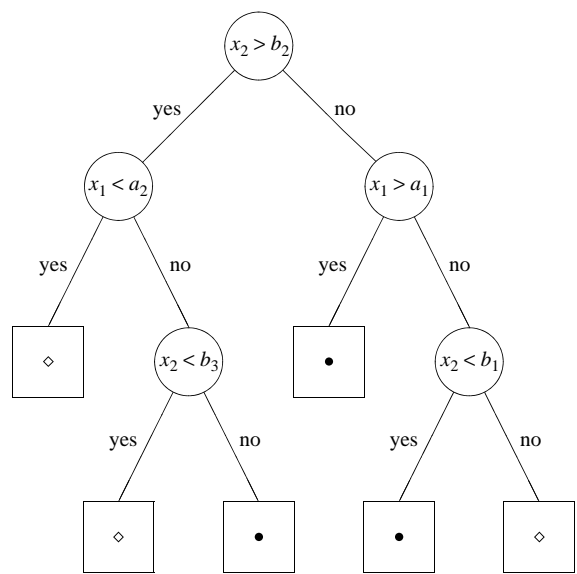 x₂ > b₂
yes no
x₁ < a₂ x₁ > a₁
yes no yes no
x₂ < b₃ x₂ < b₁
yes no yes no